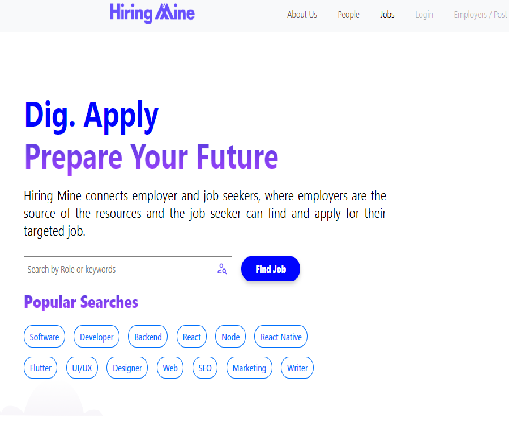 Hiring Mine
About Us People Jobs Login Employers / Post
Dig. Apply
Prepare Your Future
Hiring Mine connects employer and job seekers, where employers are the
source of the resources and the job seeker can find and apply for their
targeted job.
Search by Role or keywords Find Job
Popular Searches
Software Developer Backend React Node React Native
Flutter UI/UX Designer Web SEO Marketing Writer